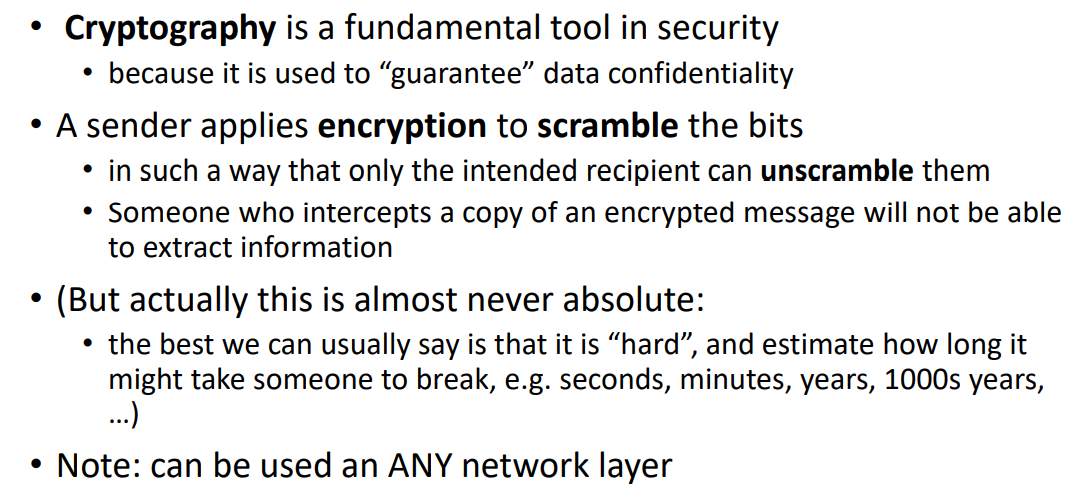 • Cryptography is a fundamental tool in security
• because it is used to “guarantee” data confidentiality
• A sender applies encryption to scramble the bits
• in such a way that only the intended recipient can unscramble them
• Someone who intercepts a copy of an encrypted message will not be able
to extract information
• (But actually this is almost never absolute:
• the best we can usually say is that it is “hard”, and estimate how long it
might take someone to break, e.g. seconds, minutes, years, 1000s years,
…)
• Note: can be used an ANY network layer